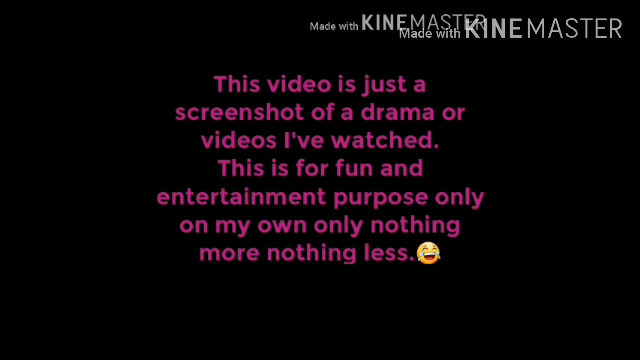 Made with KINEMASTER
Made with KINEMASTER
This video is just a
screenshot of a drama or
videos I've watched.
This is for fun and
entertainment purpose only
on my own only nothing
more nothing less.😂